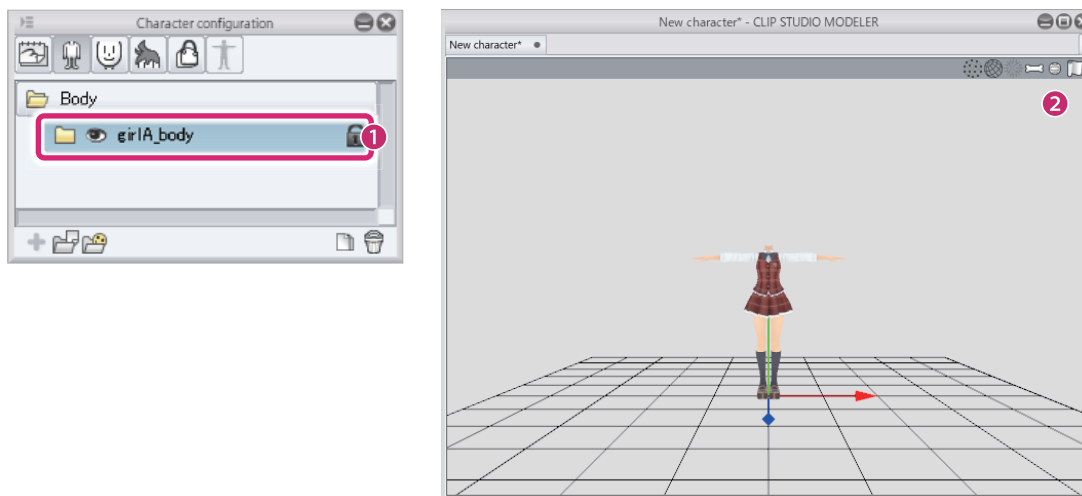 Character configuration
Body
girlA_body
1
New character* - CLIP STUDIO MODELER
New character*
2